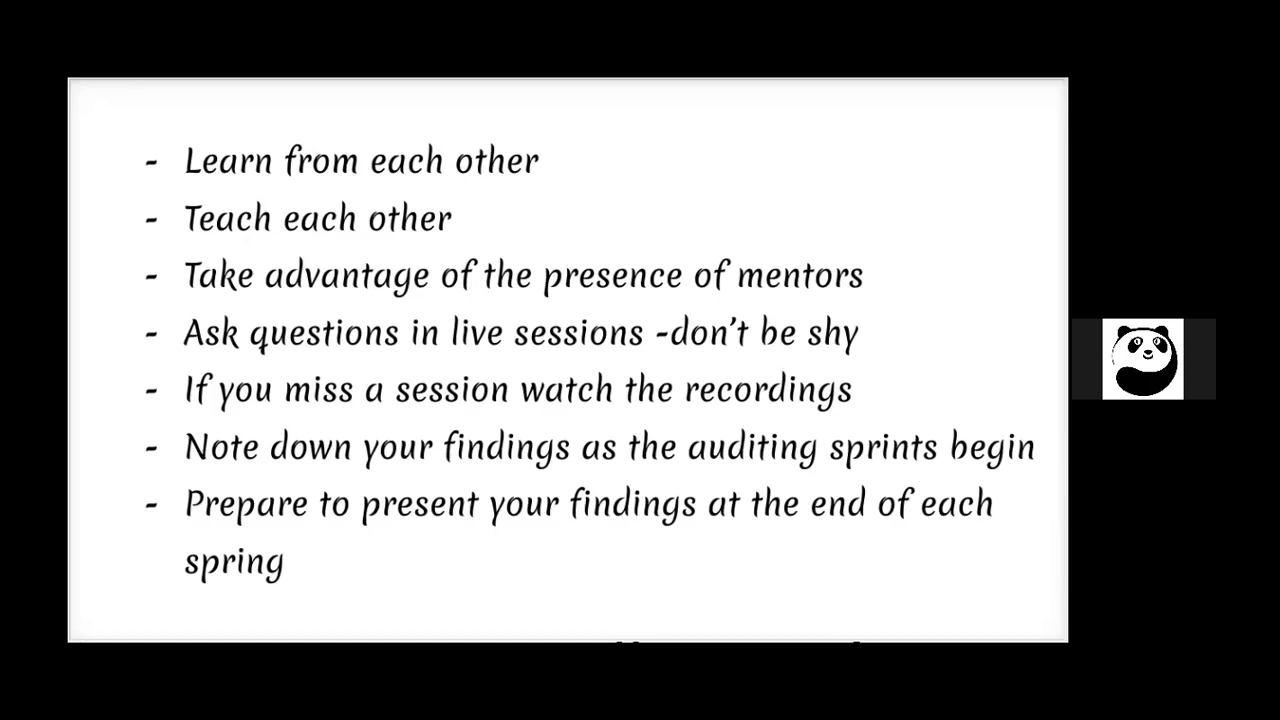 - Learn from each other
- Teach each other
- Take advantage of the presence of mentors
- Ask questions in live sessions -don't be shy
- If you miss a session watch the recordings
- Note down your findings as the auditing sprints begin
- Prepare to present your findings at the end of each
spring